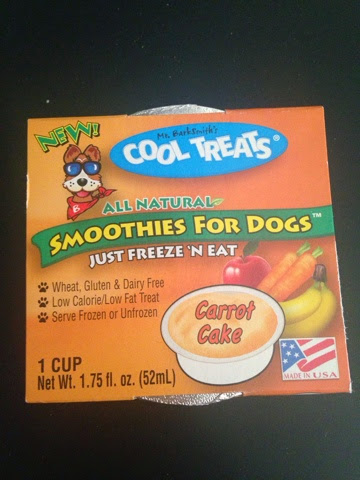 NEW!
Mr. BarkSmith's
COOL TREATS®
B
ALL NATURAL
SMOOTHIES FOR DOGS™
JUST FREEZE 'N EAT
Wheat, Gluten & Dairy Free
Low Calorie/Low Fat Treat
Serve Frozen or Unfrozen
Carrot
Cake
1 CUP
Net Wt. 1.75 fl. oz. (52mL)
MADE IN USA